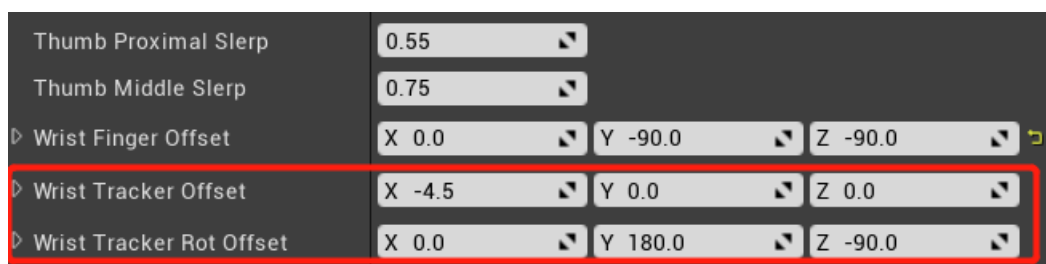 Thumb Proximal Slerp 0.55
Thumb Middle Slerp 0.75
Wrist Finger Offset X 0.0 Y -90.0 Z -90.0
Wrist Tracker Offset X -4.5 Y 0.0 Z 0.0
Wrist Tracker Rot Offset X 0.0 Y 180.0 Z -90.0